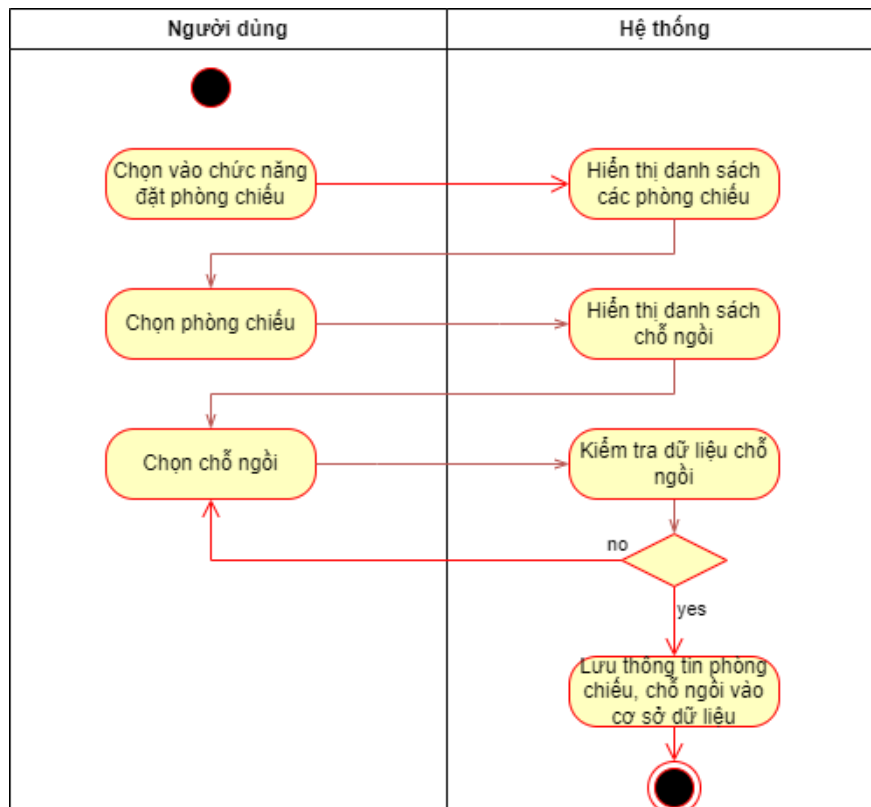 Người dùng
Hệ thống
Chọn vào chức năng
đặt phòng chiếu
Hiển thị danh sách
các phòng chiếu
Chọn phòng chiếu
Hiển thị danh sách
chỗ ngồi
Chọn chỗ ngồi
Kiểm tra dữ liệu chỗ
ngồi
no
yes
Lưu thông tin phòng
chiếu, chỗ ngồi vào
cơ sở dữ liêu